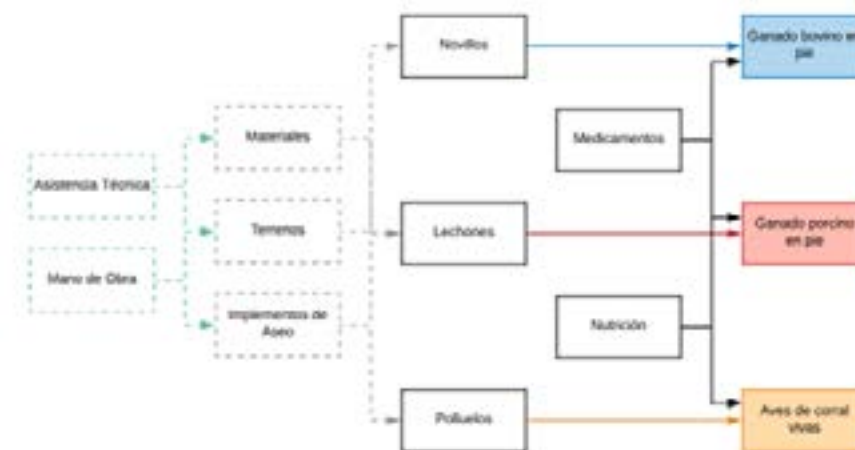 Novillos
Ganado bovino en
pie
Materiales
Medicamentos
Asistencia Técnica
Terrenos
Lechones
Ganado porcino
en pie
Mano de Obra
Implementos de
Aseo
Nutrición
Polluelos
Aves de corral
vivas